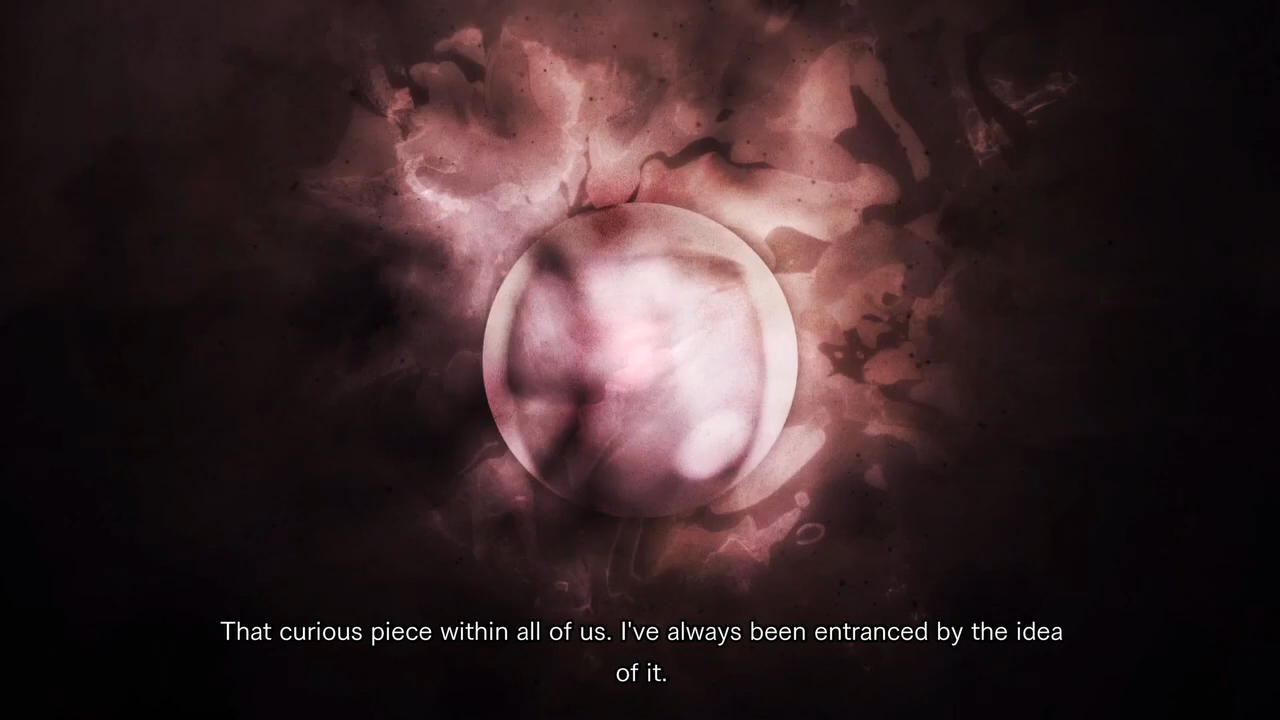 That curious piece within all of us. I've always been entranced by the idea
of it.